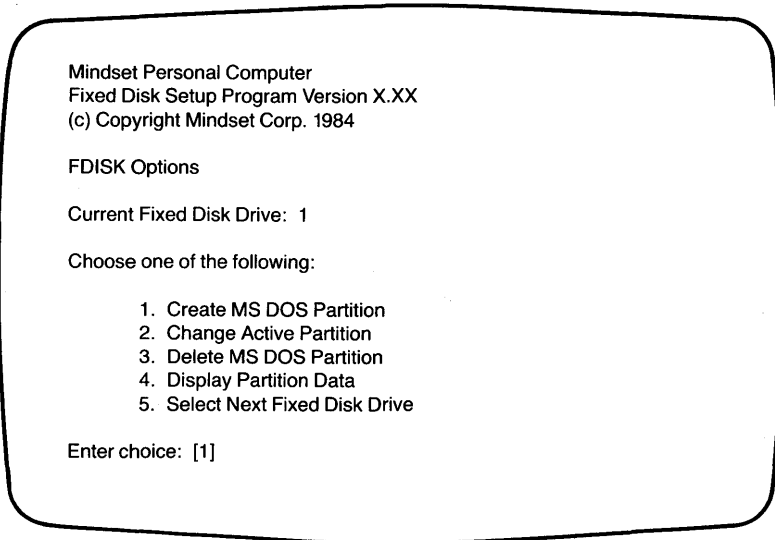 Mindset Personal Computer
Fixed Disk Setup Program Version X.XX
(c) Copyright Mindset Corp. 1984
FDISK Options
Current Fixed Disk Drive: 1
Choose one of the following:
1. Create MS DOS Partition
2. Change Active Partition
3. Delete MS DOS Partition
4. Display Partition Data
5. Select Next Fixed Disk Drive
Enter choice: [1]